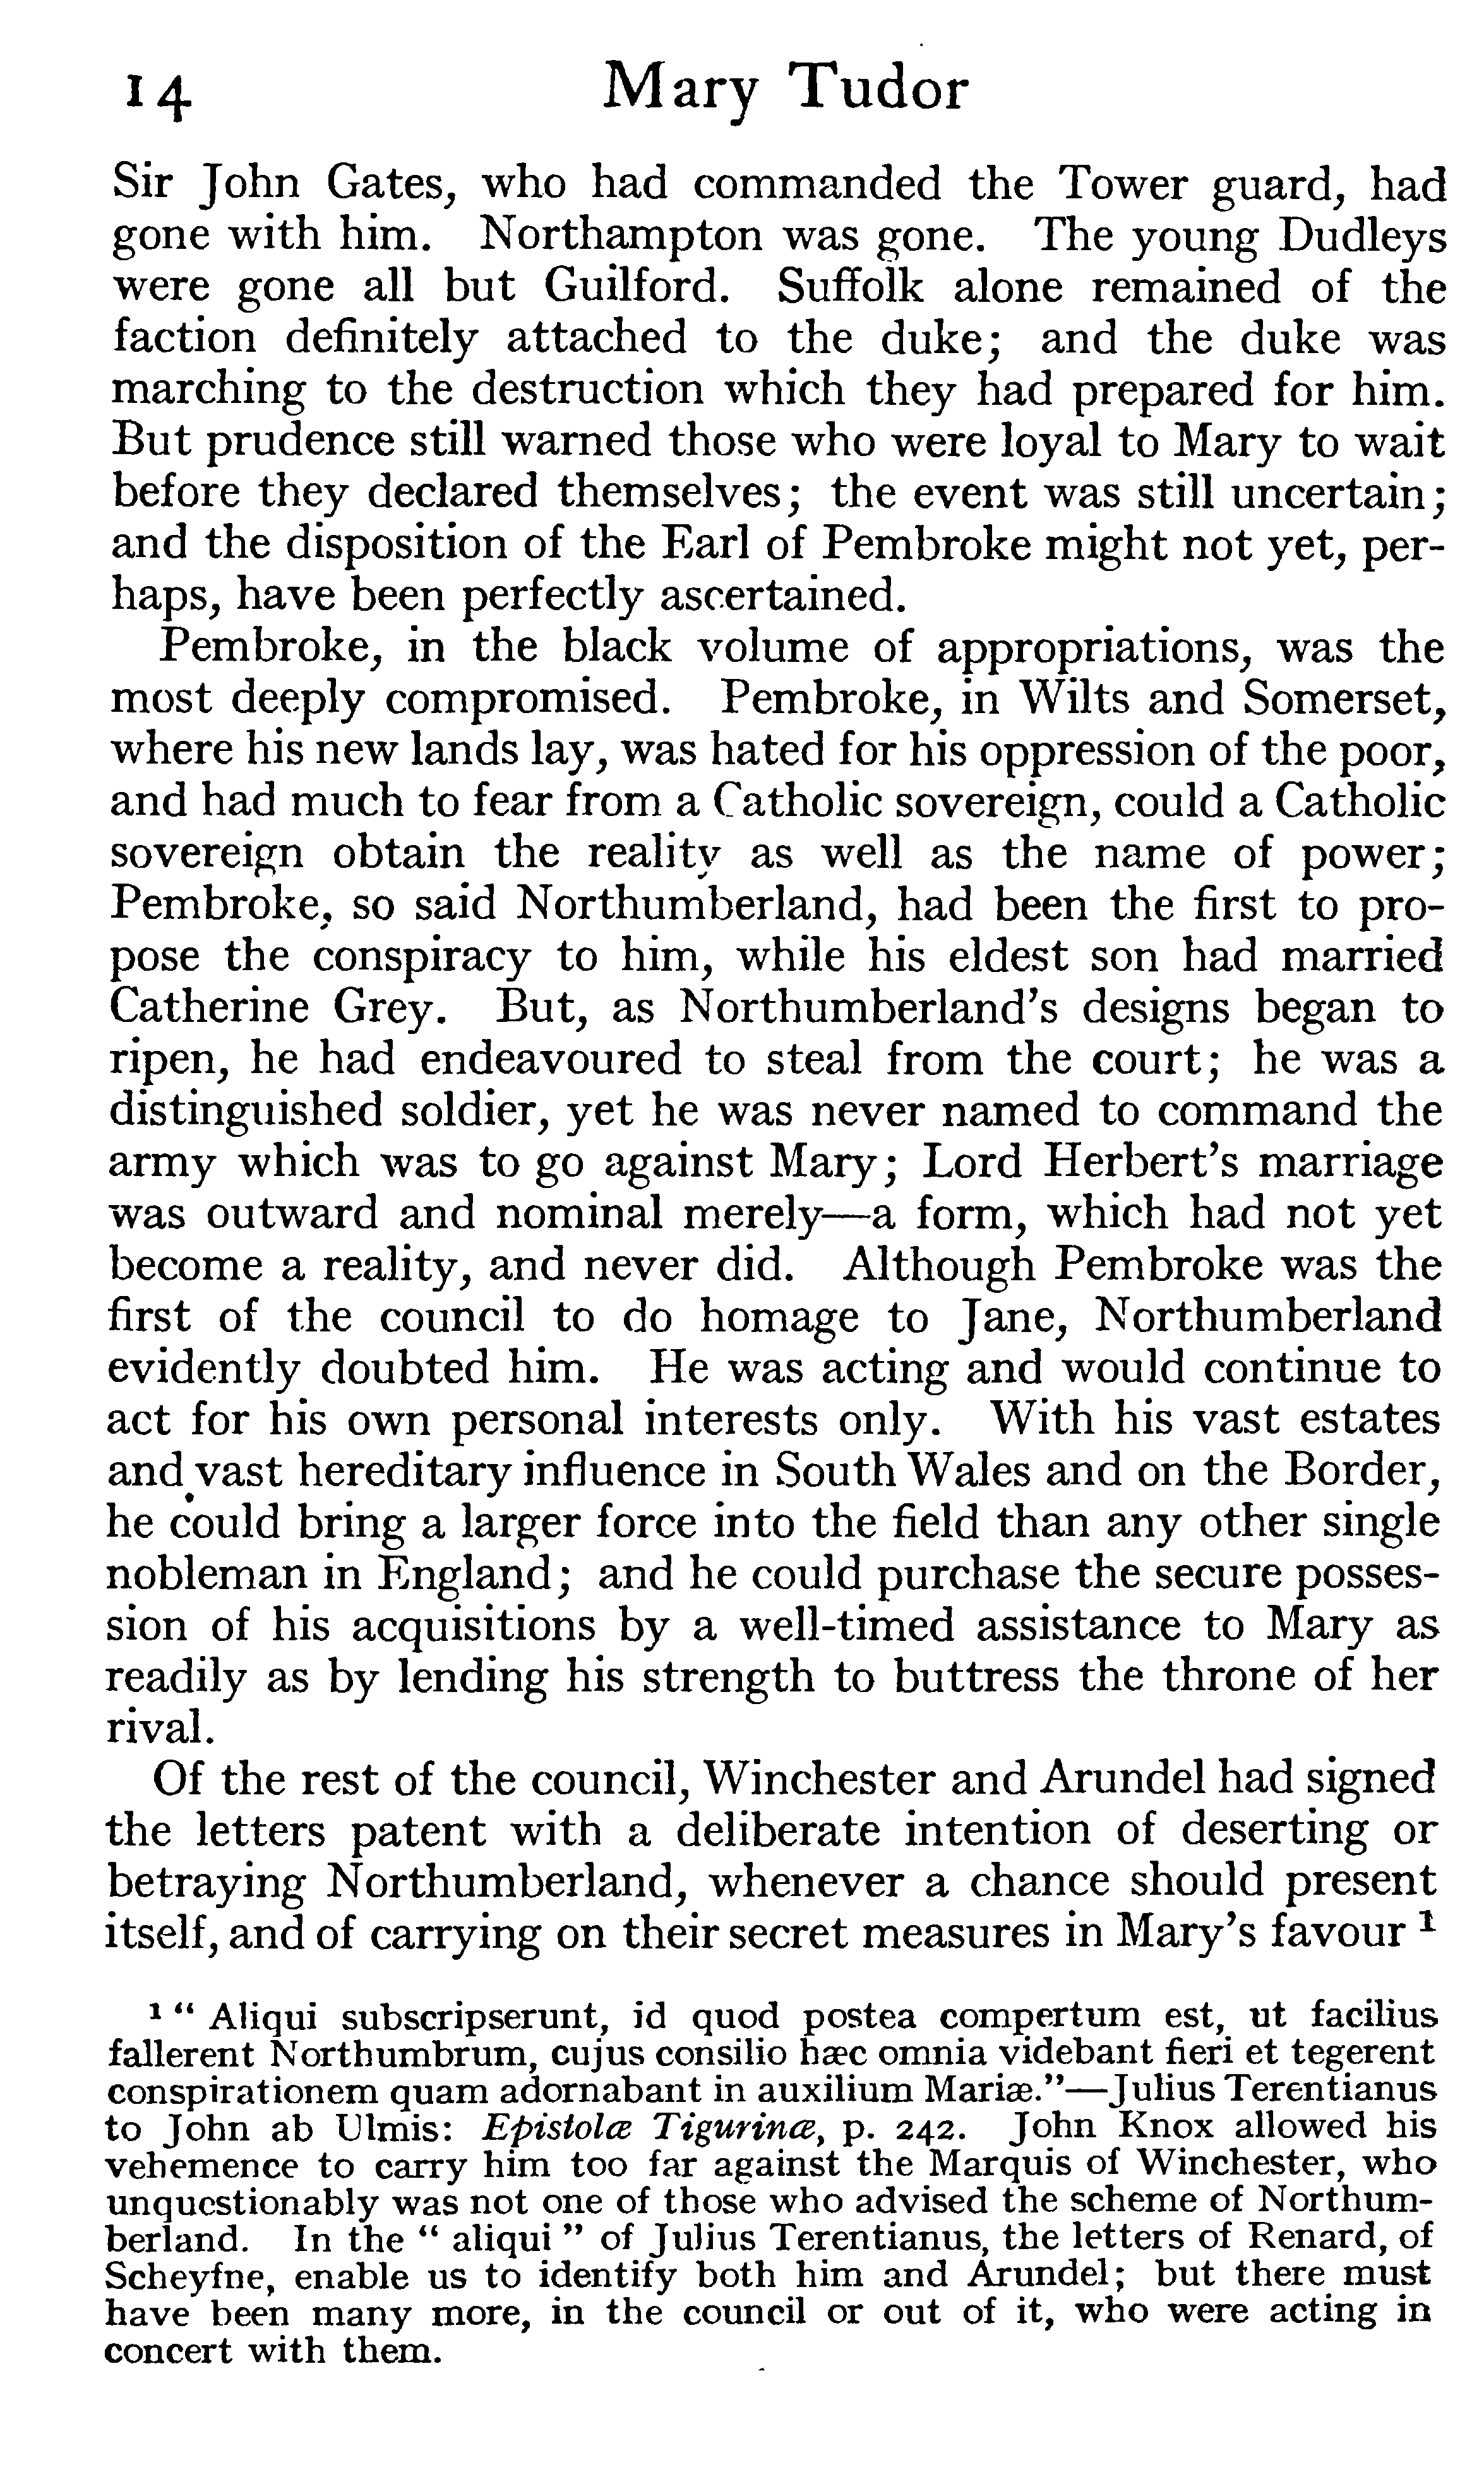 14 Mary Tudor
Sir John Gates, who had commanded the Tower guard, had
gone with him. Northampton was gone. The young Dudleys
were gone all but Guilford. Suffolk alone remained of the
faction definitely attached to the duke; and the duke was
marching to the destruction which they had prepared for him.
But prudence still warned those who were loyal to Mary to wait
before they declared themselves; the event was still uncertain;
and the disposition of the Earl of Pembroke might not yet, per-
haps, have been perfectly ascertained.
Pembroke, in the black volume of appropriations, was the
most deeply compromised. Pembroke, in Wilts and Somerset,
where his new lands lay, was hated for his oppression of the poor,
and had much to fear from a Catholic sovereign, could a Catholic
sovereign obtain the reality as well as the name of power;
Pembroke, so said Northumberland, had been the first to pro-
pose the conspiracy to him, while his eldest son had married
Catherine Grey. But, as Northumberland's designs began to
ripen, he had endeavoured to steal from the court; he was a
distinguished soldier, yet he was never named to command the
army which was to go against Mary; Lord Herbert's marriage
was outward and nominal merely—a form, which had not yet
become a reality, and never did. Although Pembroke was the
first of the council to do homage to Jane, Northumberland
evidently doubted him. He was acting and would continue to
act for his own personal interests only. With his vast estates
and vast hereditary influence in South Wales and on the Border,
he could bring a larger force into the field than any other single
nobleman in England; and he could purchase the secure posses-
sion of his acquisitions by a well-timed assistance to Mary as
readily as by lending his strength to buttress the throne of her
rival.
Of the rest of the council, Winchester and Arundel had signed
the letters patent with a deliberate intention of deserting or
betraying Northumberland, whenever a chance should present
itself, and of carrying on their secret measures in Mary's favour ¹
¹ " Aliqui subscripserunt, id quod postea compertum est, ut facilius
fallerent Northumbrum, cujus consilio hæc omnia videbant fieri et tegerent
conspirationem quam adornabant in auxilium Mariæ."—Julius Terentianus
to John ab Ulmis: Epistolæ Tigurinæ, p. 242. John Knox allowed his
vehemence to carry him too far against the Marquis of Winchester, who
unquestionably was not one of those who advised the scheme of Northum-
berland. In the " aliqui " of Julius Terentianus, the letters of Renard, of
Scheyfne, enable us to identify both him and Arundel; but there must
have been many more, in the council or out of it, who were acting in
concert with them.